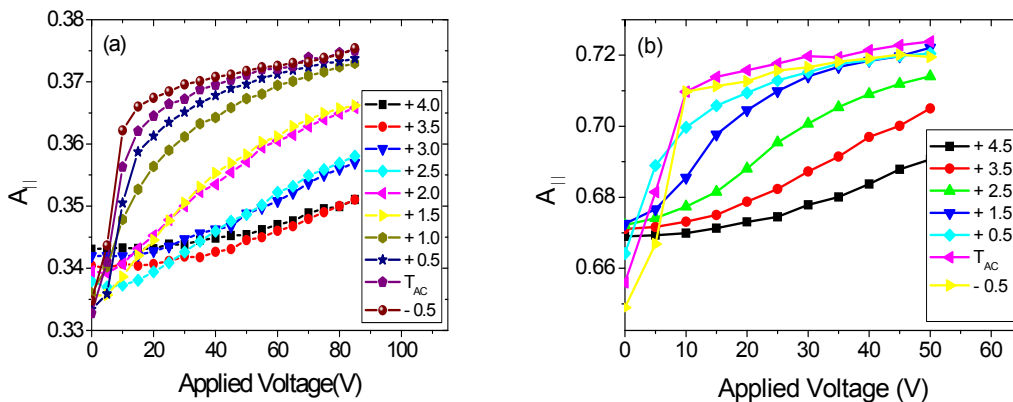 (a)
0.38
0.37
0.36
0.35
0.34
0.33
A||
0 20 40 60 80 100
Applied Voltage(V)
+ 4.0
+ 3.5
+ 3.0
+ 2.5
+ 2.0
+ 1.5
+ 1.0
+ 0.5
TAC
- 0.5
(b)
0.72
0.70
0.68
0.66
A||
0 10 20 30 40 50 60
Applied Voltage (V)
+ 4.5
+ 3.5
+ 2.5
+ 1.5
+ 0.5
TAC
- 0.5